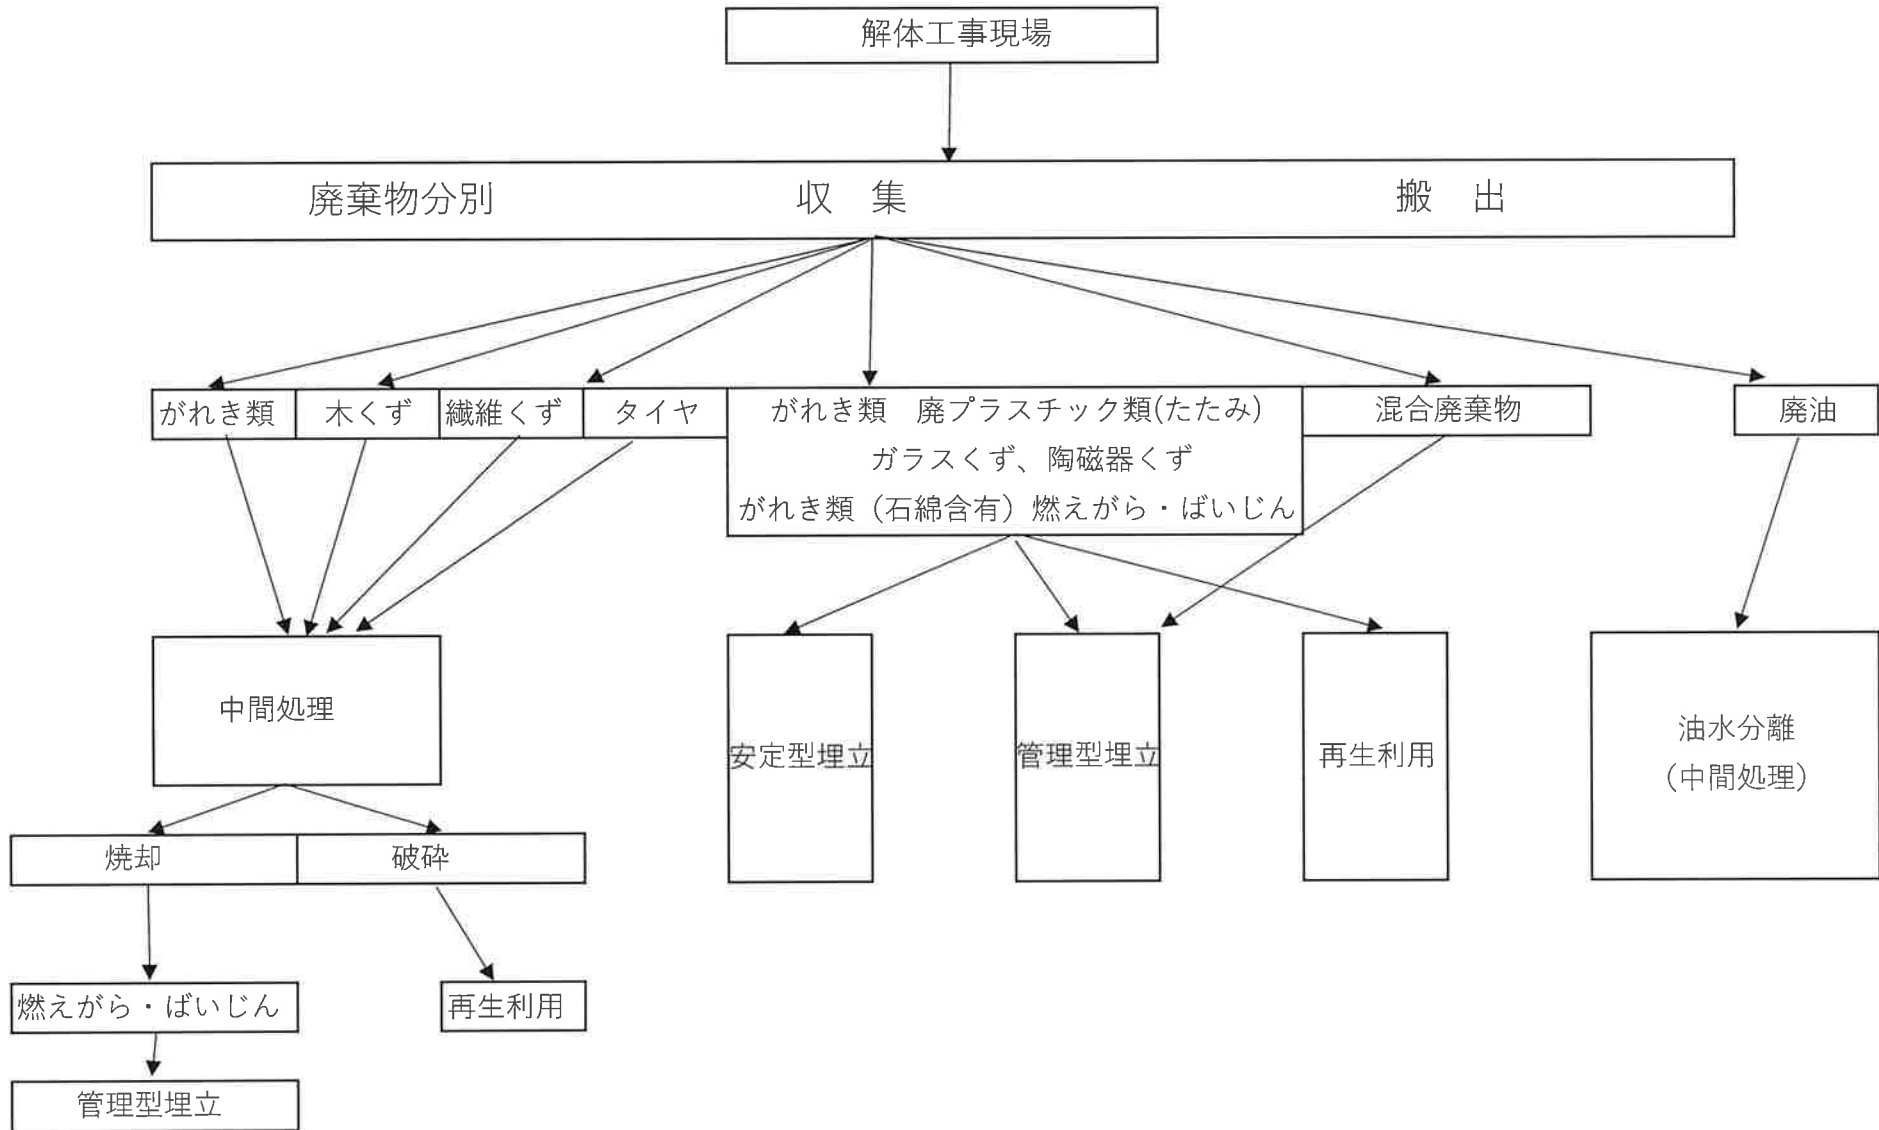 解体工事現場
廃棄物分別 収 集 搬 出
がれき類 木くず 繊維くず タイヤ
がれき類 廃プラスチック類(たたみ)
ガラスくず、陶磁器くず
がれき類(石綿含有)燃えがら・ばいじん
混合廃棄物
廃油
中間処理
安定型埋立
管理型埋立
再生利用
油水分離
(中間処理)
焼却 破砕
燃えがら・ばいじん
再生利用
管理型埋立